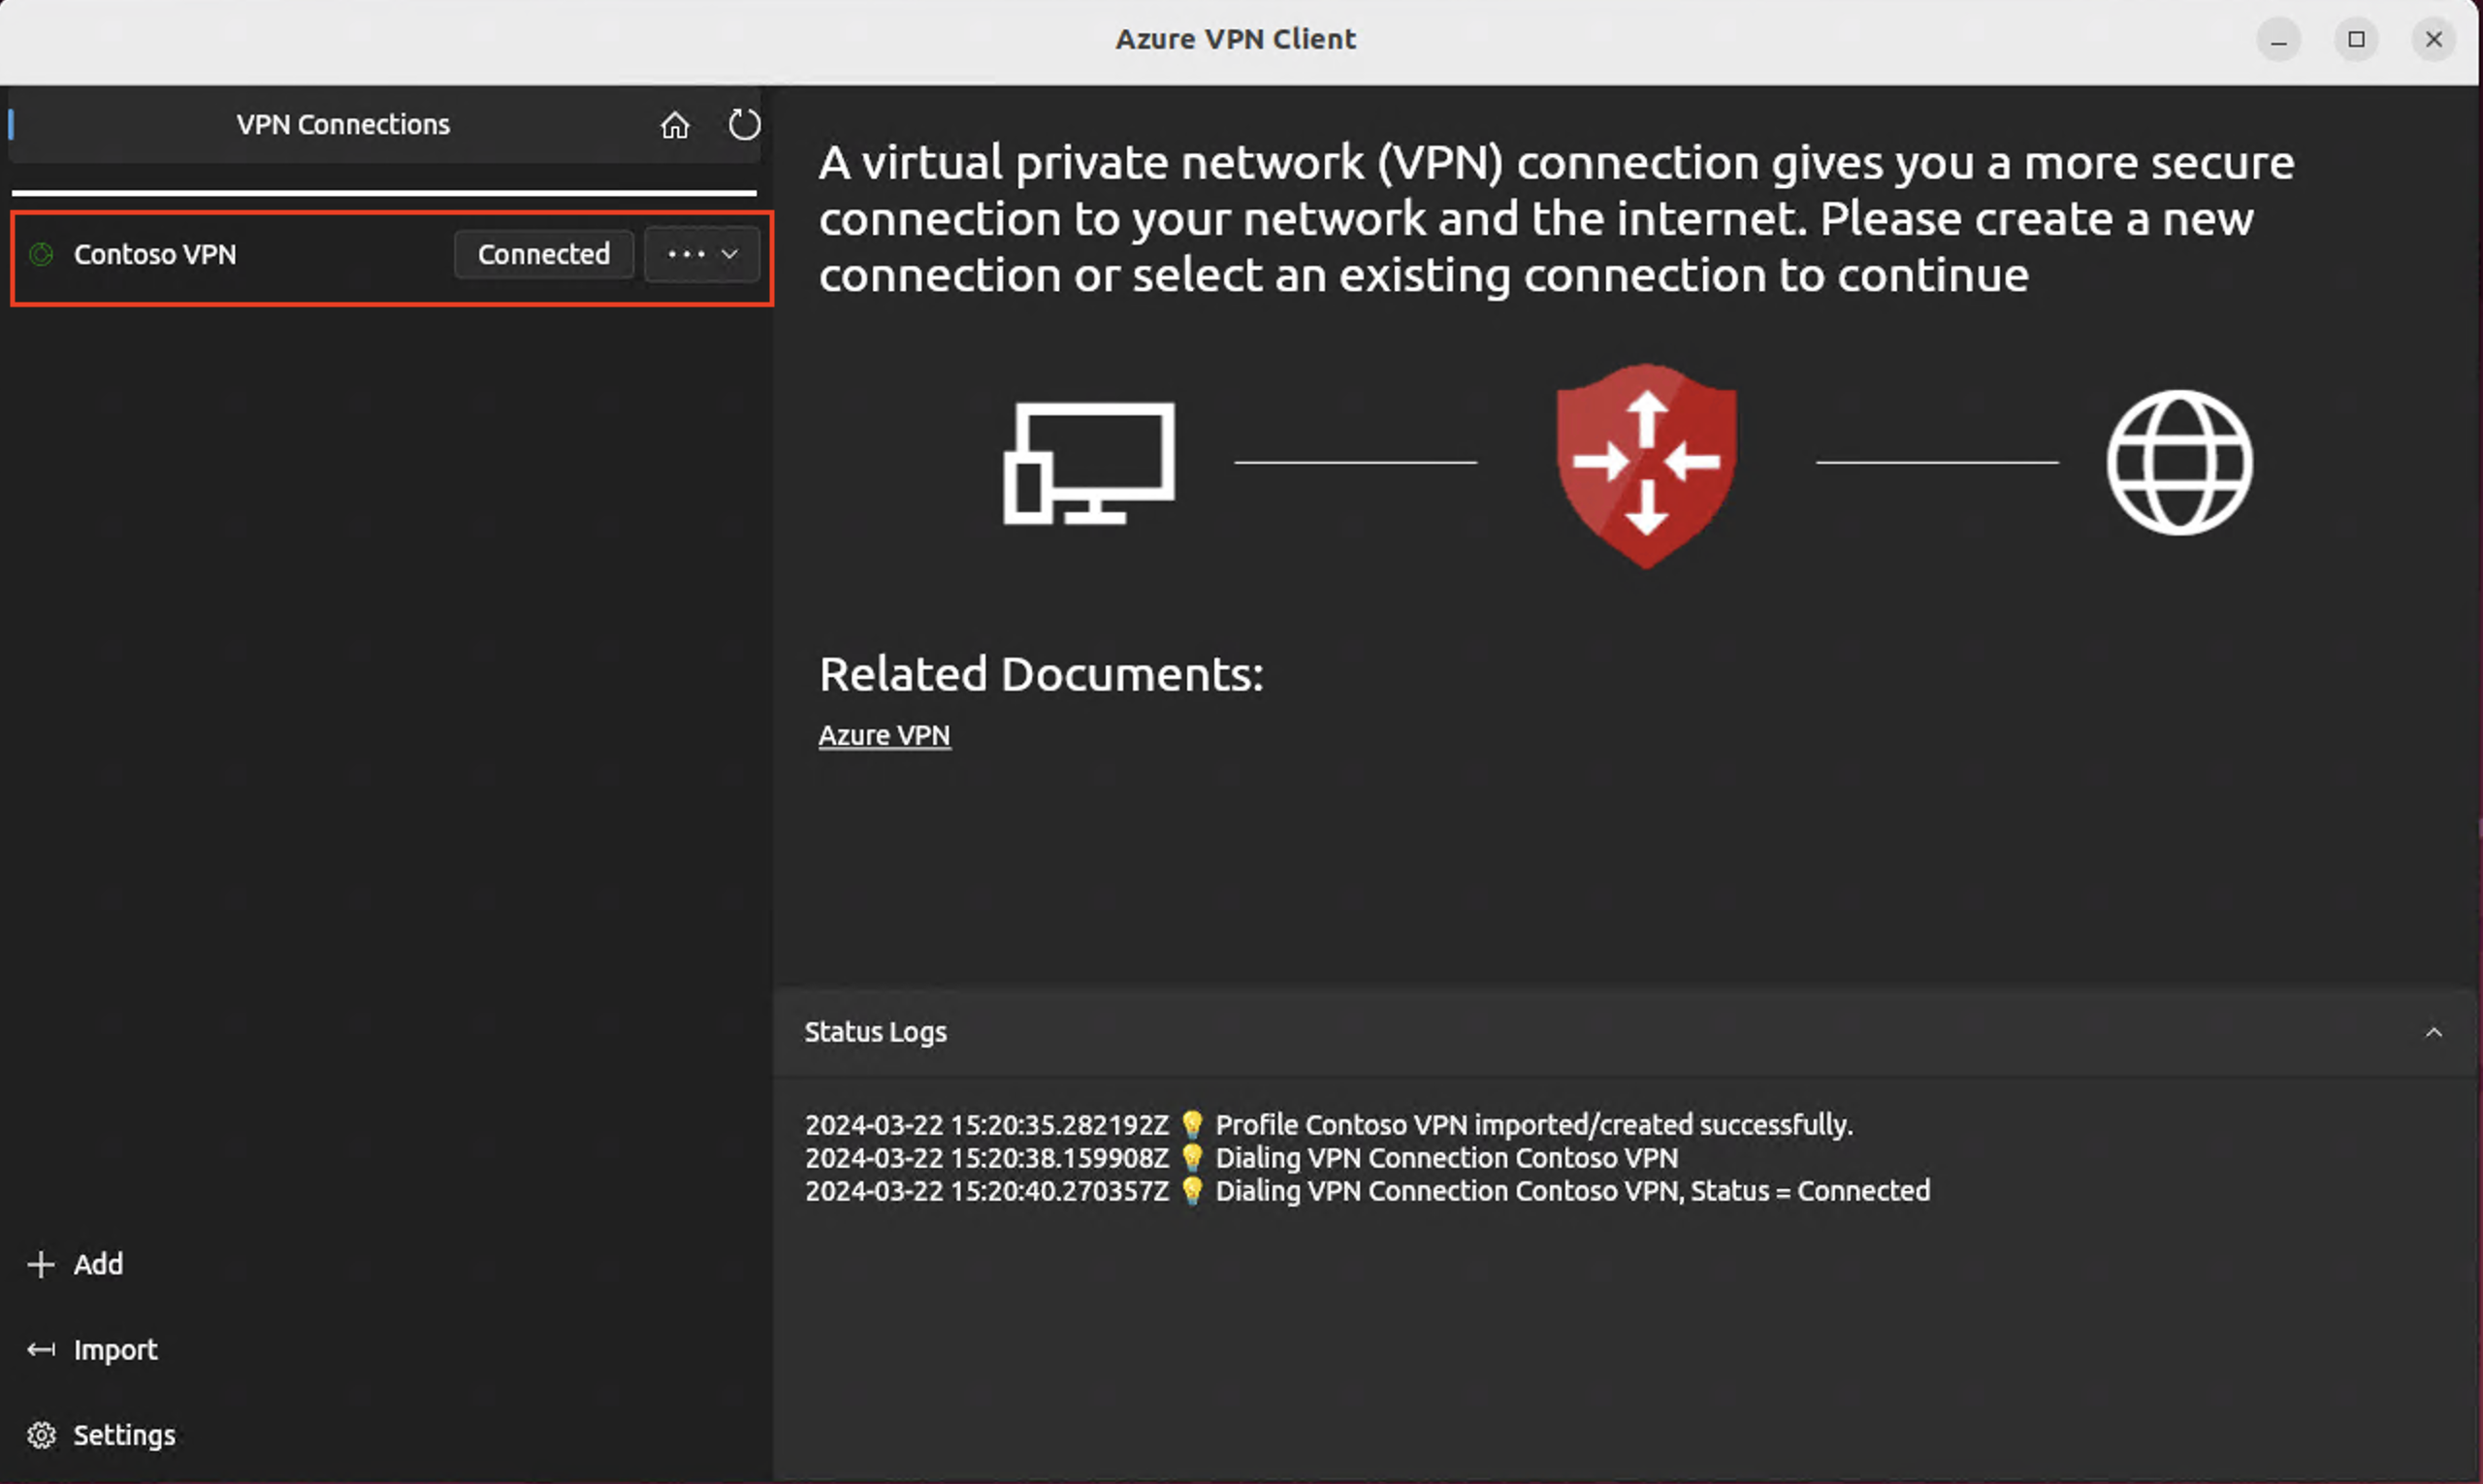 Azure VPN Client
VPN Connections
Contoso VPN
Connected
A virtual private network (VPN) connection gives you a more secure
connection to your network and the internet. Please create a new
connection or select an existing connection to continue
Related Documents:
Azure VPN
Status Logs
2024-03-22 15:20:35.282192Z 💡 Profile Contoso VPN imported/created successfully.
2024-03-22 15:20:38.159908Z 💡 Dialing VPN Connection Contoso VPN
2024-03-22 15:20:40.270357Z 💡 Dialing VPN Connection Contoso VPN, Status = Connected
Add
Import
Settings